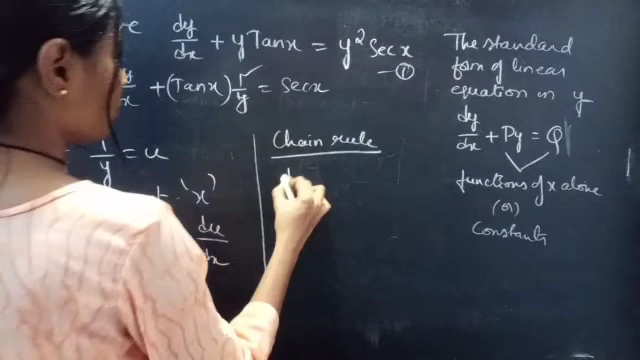 dy/dx + y Tanx = y² Secx
— ①
+ (Tanx) 1/y = secx
1/y = u
'x'
du
Chain rule
The standard
form of linear
equation in y
dy/dx + Py = Q
functions of x alone
(or)
Constants